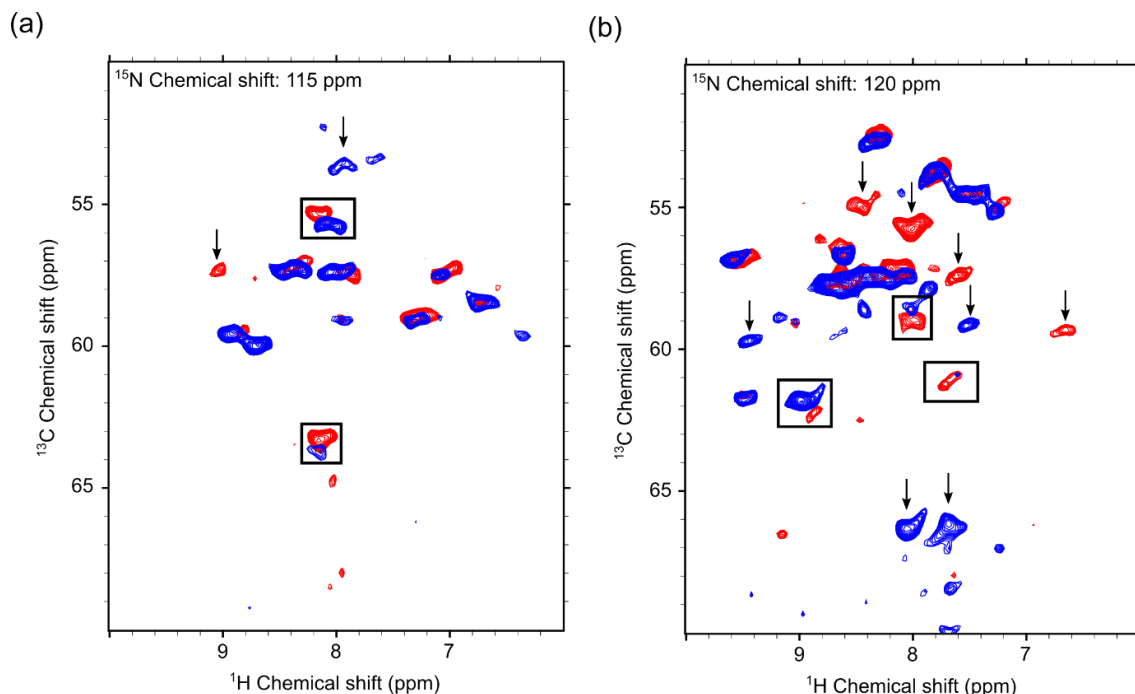 (a)
¹⁵N Chemical shift: 115 ppm
55
60
65
¹³C Chemical shift (ppm)
9
8
7
¹H Chemical shift (ppm)
(b)
¹⁵N Chemical shift: 120 ppm
55
60
65
¹³C Chemical shift (ppm)
9
8
7
¹H Chemical shift (ppm)